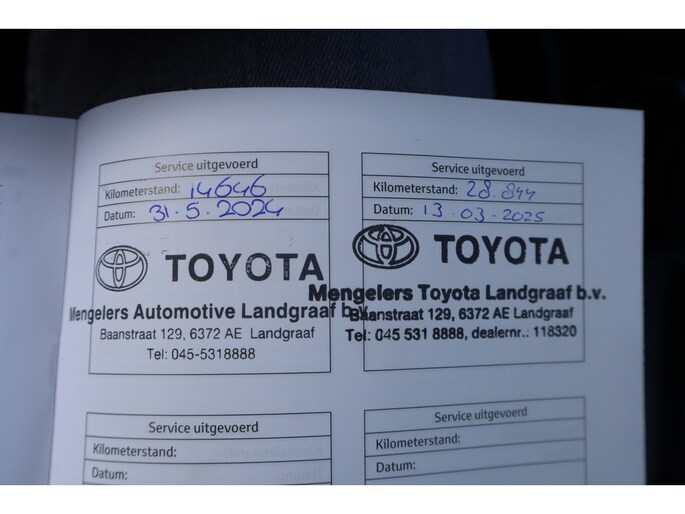 Service uitgevoerd
Kilometerstand: 14646
Datum: 31-5-2024
TOYOTA
Mengelers Automotive Landgraaf b.v.
Baanstraat 129, 6372 AE Landgraaf
Tel: 045-5318888
Service uitgevoerd
Kilometerstand: 28.844
Datum: 13-03-2025
TOYOTA
Mengelers Toyota Landgraaf b.v.
Baanstraat 129, 6372 AE Landgraaf
Tel: 045 531 8888, dealernr.: 118320
Service uitgevoerd
Kilometerstand:
Datum:
Service uitgevoerd
Kilometerstand:
Datum: